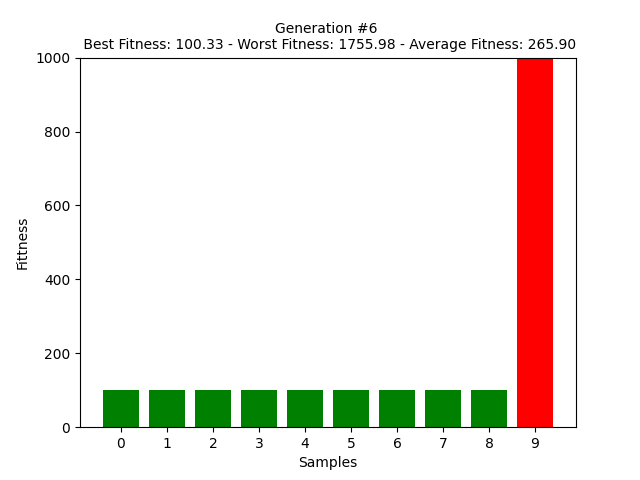 Generation #6
Best Fitness: 100.33 - Worst Fitness: 1755.98 - Average Fitness: 265.90
1000
800
600
400
200
0
Fittness
0 1 2 3 4 5 6 7 8 9
Samples